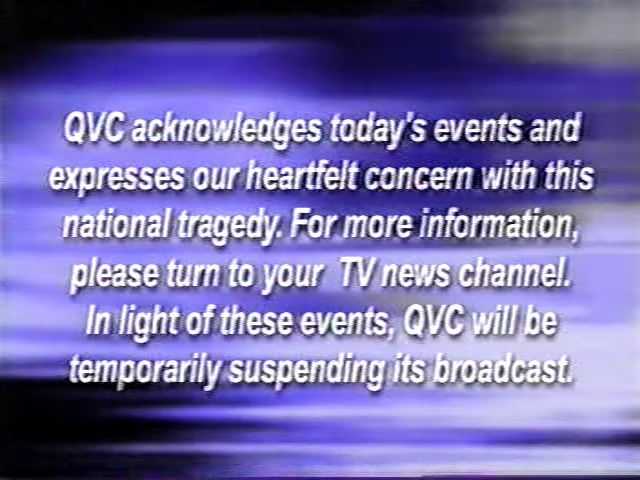 QVC acknowledges today's events and
expresses our heartfelt concern with this
national tragedy. For more information,
please turn to your TV news channel.
In light of these events, QVC will be
temporarily suspending its broadcast.